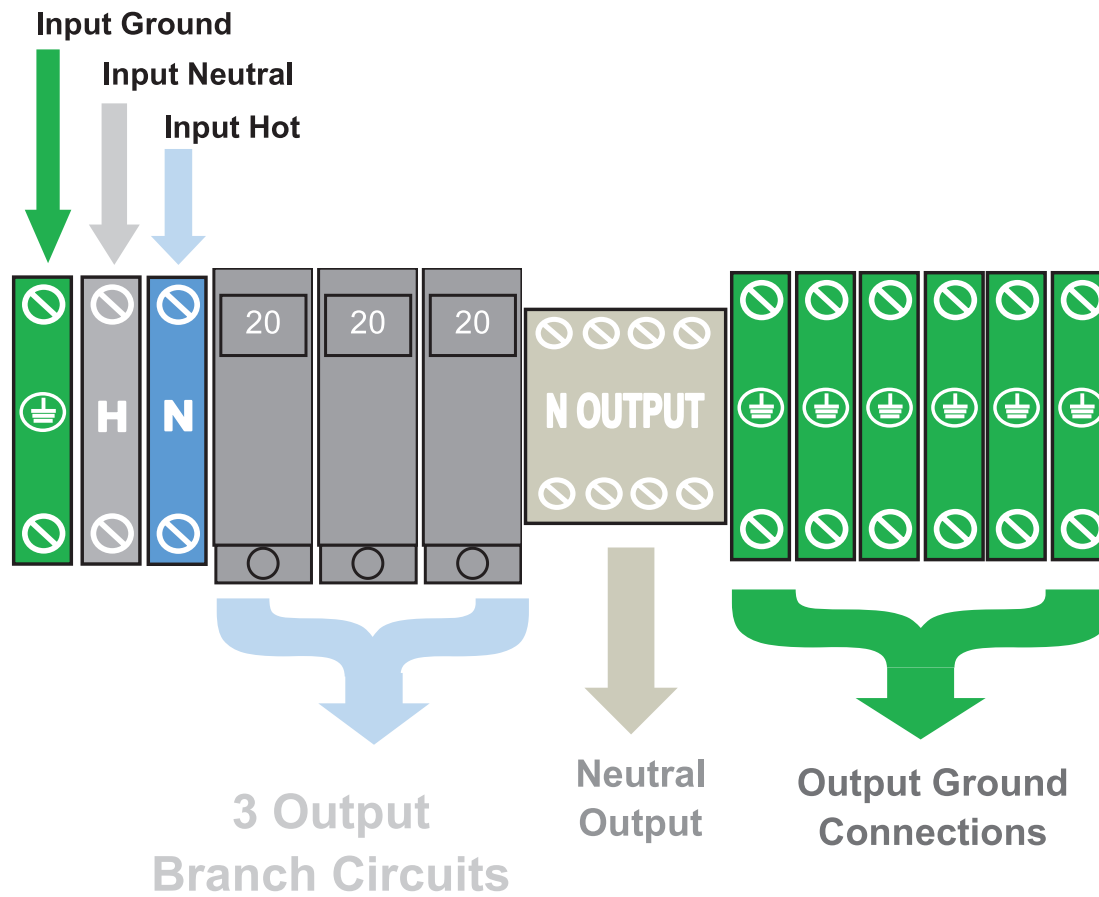 Input Ground
Input Neutral
Input Hot
H
N
20
20
20
N OUTPUT
3 Output
Branch Circuits
Neutral
Output
Output Ground
Connections